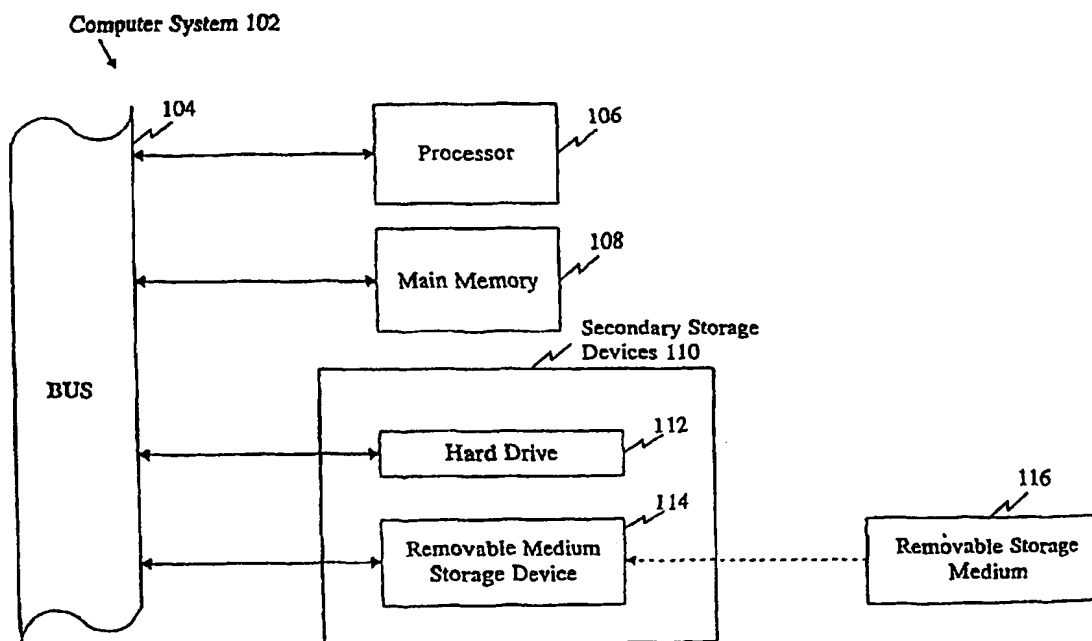 Computer System 102
104
106
Processor
108
Main Memory
Secondary Storage
Devices 110
BUS
112
Hard Drive
114
116
Removable Medium
Storage Device
Removable Storage
Medium